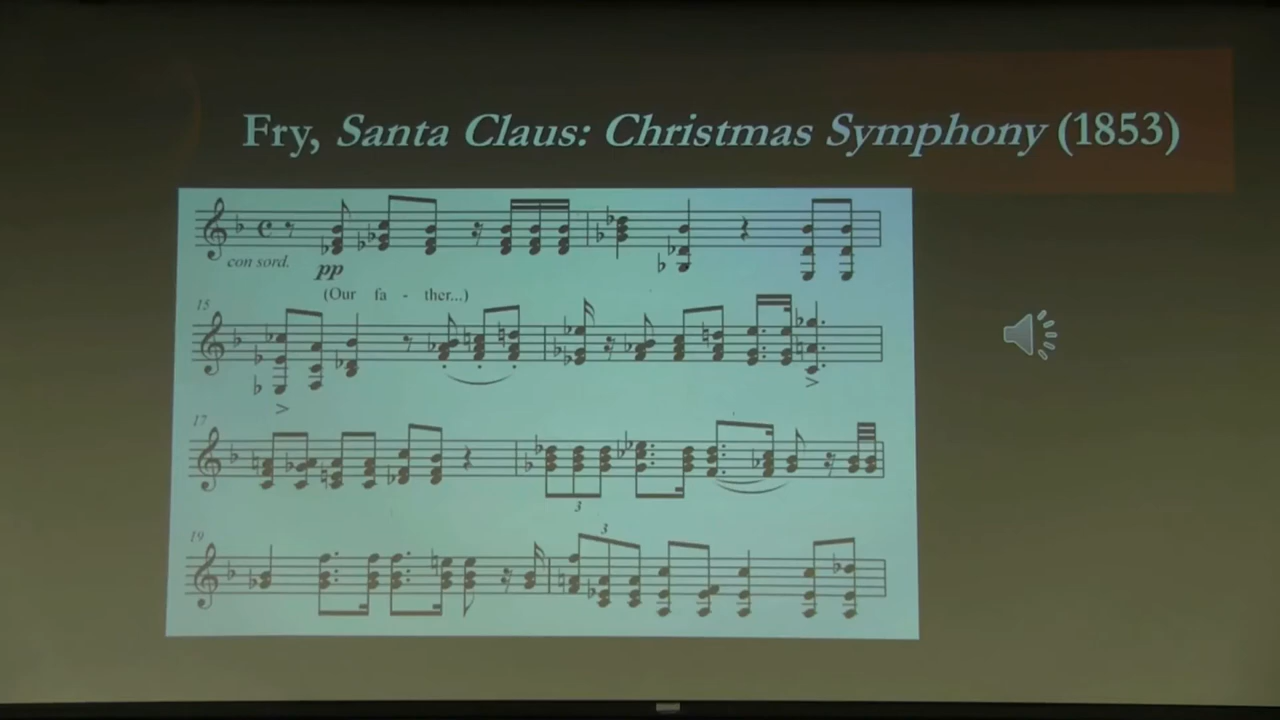 Fry, Santa Claus: Christmas Symphony (1853)
con sord.
pp
(Our fa - ther...)
15
17
3
19
3